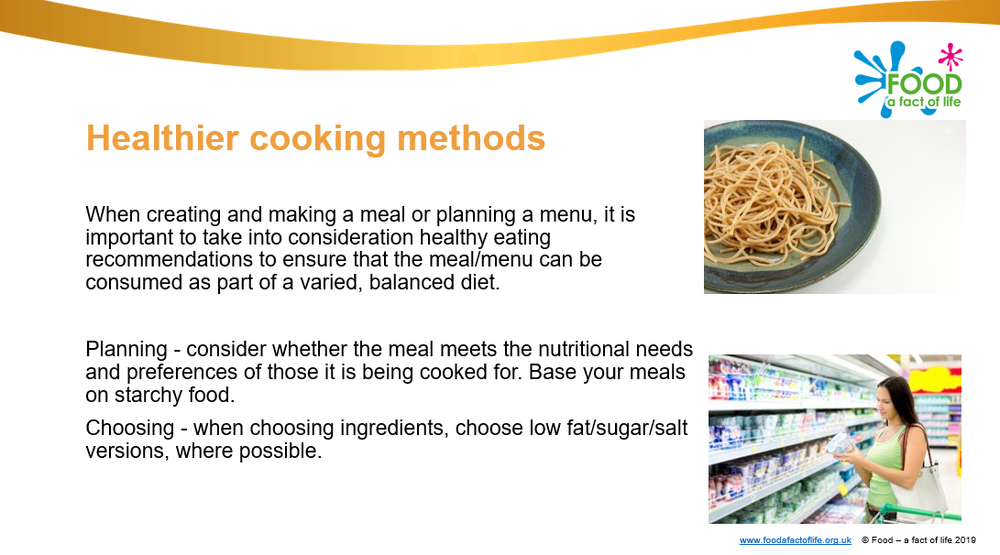 FOOD
a fact of life
Healthier cooking methods
When creating and making a meal or planning a menu, it is
important to take into consideration healthy eating
recommendations to ensure that the meal/menu can be
consumed as part of a varied, balanced diet.
Planning - consider whether the meal meets the nutritional needs
and preferences of those it is being cooked for. Base your meals
on starchy food.
Choosing - when choosing ingredients, choose low fat/sugar/salt
versions, where possible.
www.foodafactoflife.org.uk © Food – a fact of life 2019